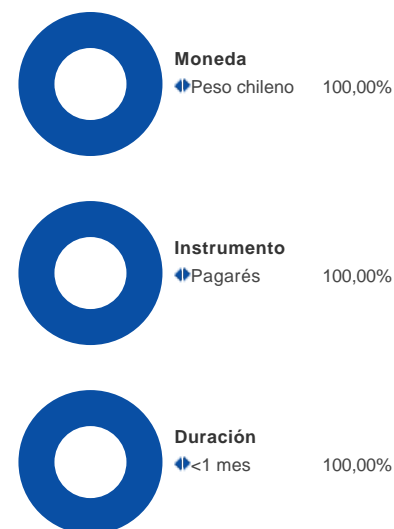 Moneda
Peso chileno 100,00%
Instrumento
Pagarés 100,00%
Duración
<1 mes 100,00%